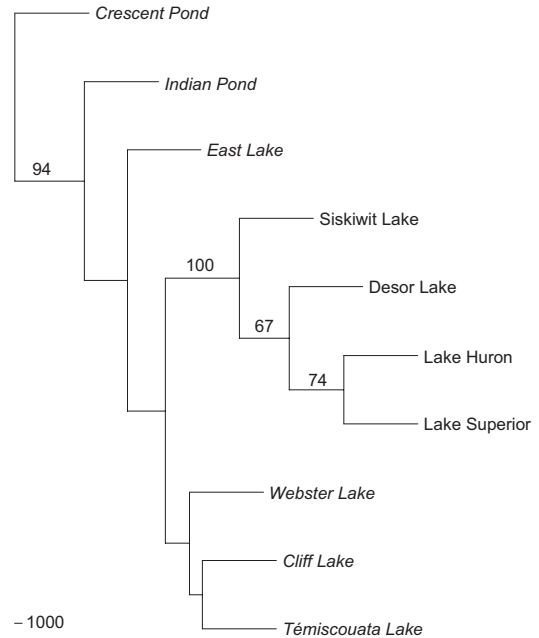 Crescent Pond
Indian Pond
East Lake
94
Siskiwit Lake
100
Desor Lake
67
Lake Huron
74
Lake Superior
Webster Lake
Cliff Lake
– 1000
Témiscouata Lake